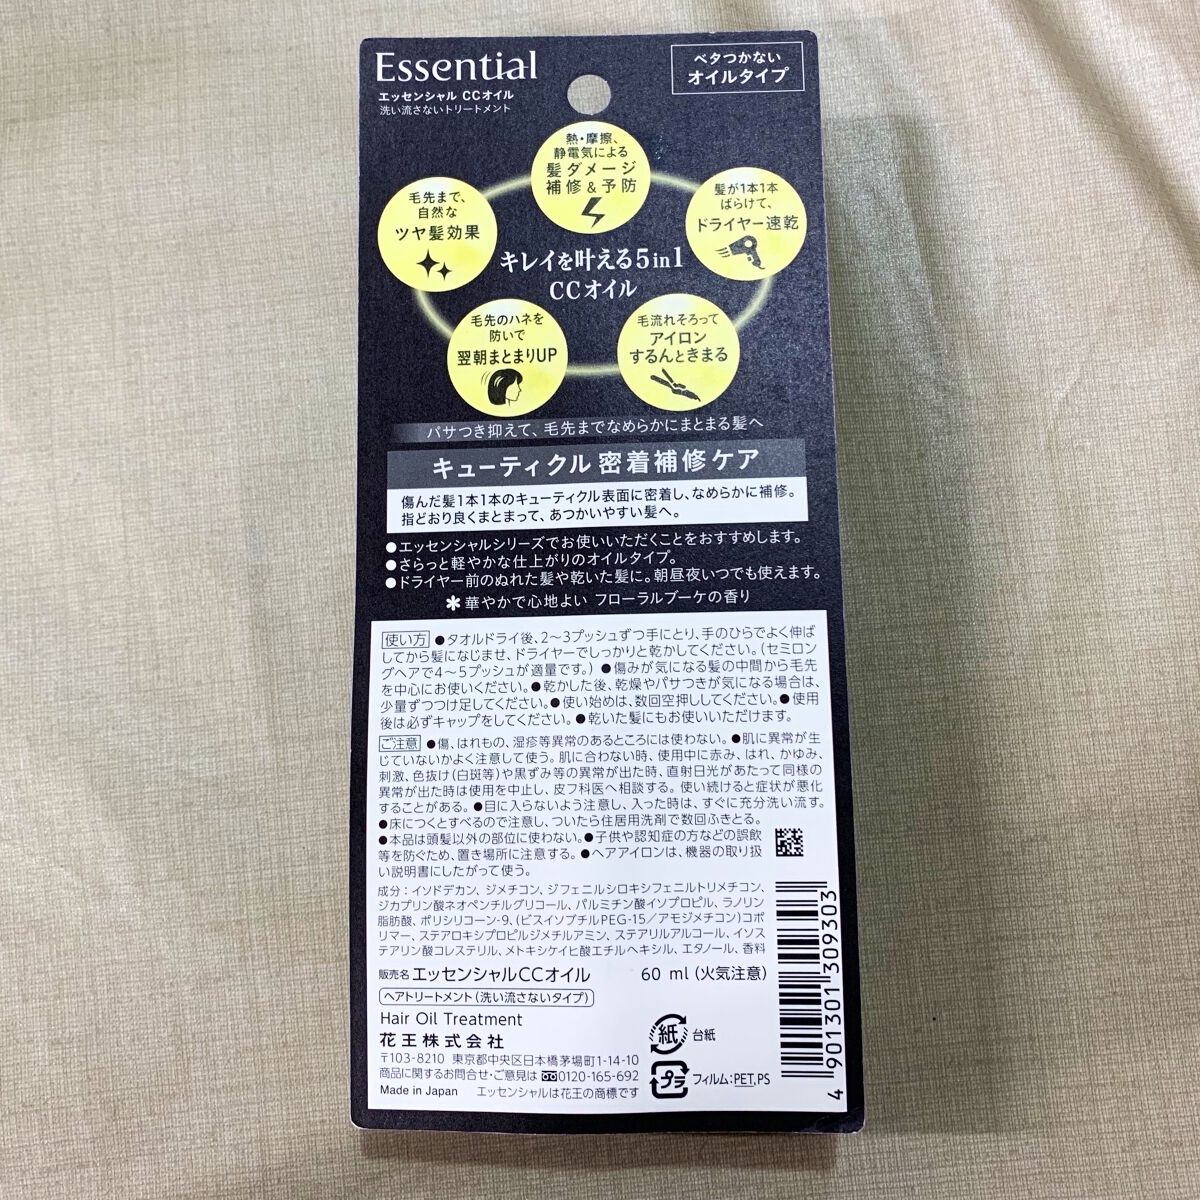 Essential
エッセンシャル CCオイル
洗い流さないトリートメント
ベタつかない
オイルタイプ
熱・摩擦、
静電気による
髪ダメージ
補修&予防
毛先まで、
自然な
ツヤ髪効果
髪が1本1本
ばらけて、
ドライヤー速乾
キレイを叶える5in1
CCオイル
毛先のハネを
防いで
翌朝まとまりUP
毛流れそろって
アイロン
するんときまる
パサつき抑えて、毛先までなめらかにまとまる髪へ
キューティクル 密着補修ケア
傷んだ髪1本1本のキューティクル表面に密着し、なめらかに補修。
指どおり良くまとまって、あつかいやすい髪へ。
●エッセンシャルシリーズでお使いいただくことをおすすめします。
●さらっと軽やかな仕上がりのオイルタイプ。
●ドライヤー前のぬれた髪や乾いた髪に。朝昼夜いつでも使えます。
✻華やかで心地よい フローラルブーケの香り
使い方 ●タオルドライ後、2〜3プッシュずつ手にとり、手のひらでよく伸ば
してから髪になじませ、ドライヤーでしっかりと乾かしてください。(セミロン
グヘアで4〜5プッシュが適量です。) ●傷みが気になる髪の中間から毛先
を中心にお使いください。●乾かした後、乾燥やパサつきが気になる場合は、
少量ずつつけ足してください。●使い始めは、数回空押ししてください。●使用
後は必ずキャップをしてください。●乾いた髪にもお使いいただけます。
ご注意 ●傷、はれもの、湿疹等異常のあるところには使わない。●肌に異常が生
じていないかよく注意して使う。肌に合わない時、使用中に赤み、はれ、かゆみ、
刺激、色抜け(白斑等)や黒ずみ等の異常が出た時、直射日光があたって同様の
異常が出た時は使用を中止し、皮フ科医へ相談する。使い続けると症状が悪化
することがある。●目に入らないよう注意し、入った時は、すぐに充分洗い流す。
●床につくとすべるので注意し、ついたら住居用洗剤で数回ふきとる。
●本品は頭髪以外の部位に使わない。●子供や認知症の方などの誤飲
等を防ぐため、置き場所に注意する。●ヘアアイロンは、機器の取り扱
い説明書にしたがって使う。
成分:イソドデカン、ジメチコン、ジフェニルシロキシフェニルトリメチコン、
ジカプリン酸ネオペンチルグリコール、パルミチン酸イソプロピル、ラノリン
脂肪酸、ポリシリコーン-9、(ビスイソブチルPEG-15/アモジメチコン)コポ
リマー、ステアロキシプロピルジメチルアミン、ステアリルアルコール、イソス
テアリン酸コレステリル、メトキシケイヒ酸エチルヘキシル、エタノール、香料
販売名 エッセンシャルCCオイル 60 ml (火気注意)
ヘアトリートメント(洗い流さないタイプ)
Hair Oil Treatment
花王株式会社
〒103-8210 東京都中央区日本橋茅場町1-14-10
商品に関するお問合せ・ご意見は 0120-165-692
Made in Japan エッセンシャルは花王の商標です
紙 台紙
プラ フィルム:PET,PS
4 901301 309303